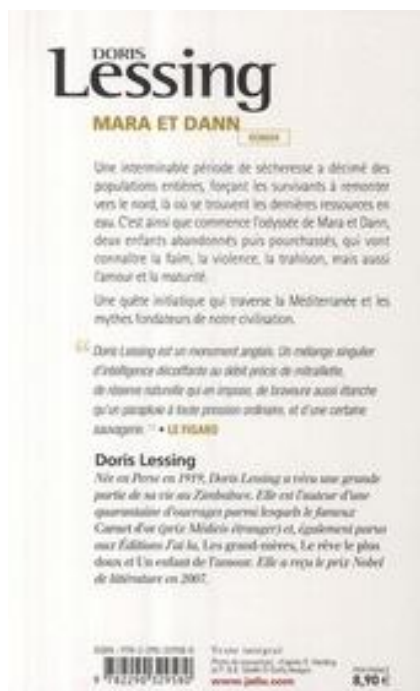 DORIS
Lessing
MARA ET DANN
ROMAN
Une interminable période de sécheresse a décimé des
populations entières, forçant les survivants à remonter
vers le nord, là où se trouvent les dernières ressources en
eau. C'est ainsi que commence l'odyssée de Mara et Dann,
deux enfants abandonnés puis pourchassés, qui vont
connaître la faim, la violence, la trahison, mais aussi
l'amour et la maturité.
Une quête initiatique qui traverse la Méditerranée et les
mythes fondateurs de notre civilisation.
“ Doris Lessing est un monument anglais. Un mélange singulier
d'intelligence décoiffante au débit précis de mitraillette,
de réserve naturelle qui en impose, de bravoure aussi étanche
qu'un parapluie à toute pression ordinaire, et d'une certaine
sauvagerie. ” • LE FIGARO
Doris Lessing
Née en Perse en 1919, Doris Lessing a vécu une grande
partie de sa vie au Zimbabwe. Elle est l'auteur d'une
quarantaine d'ouvrages parmi lesquels le fameux
Carnet d'or (prix Médicis étranger) et, également parus
aux Éditions J'ai lu, Les grand-mères, Le rêve le plus
doux et Un enfant de l'amour. Elle a reçu le prix Nobel
de littérature en 2007.
Texte intégral
www.jailu.com
8,90 €
9 782290 329580